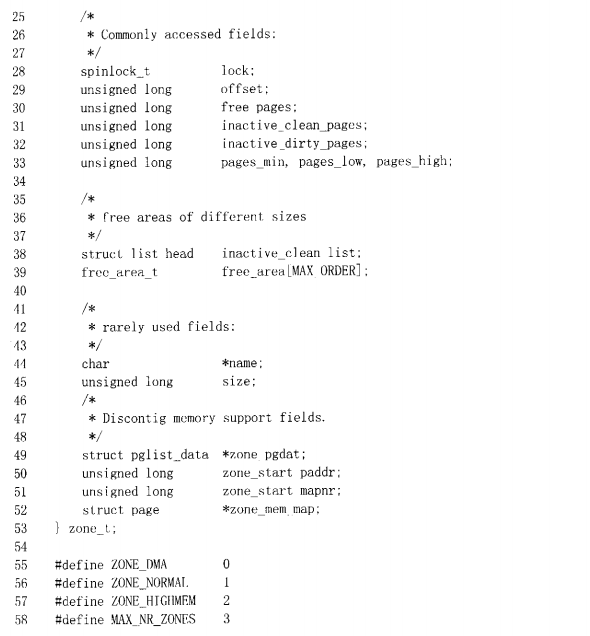 25 /*
26 * Commonly accessed fields:
27 */
28 spinlock_t lock;
29 unsigned long offset;
30 unsigned long free pages;
31 unsigned long inactive_clean_pages;
32 unsigned long inactive_dirty_pages;
33 unsigned long pages_min, pages_low, pages_high;
34
35 /*
36 * free areas of different sizes
37 */
38 struct list head inactive_clean list;
39 free_area_t free_area[MAX ORDER];
40
41 /*
42 * rarely used fields:
43 */
44 char *name;
45 unsigned long size;
46 /*
47 * Discontig memory support fields.
48 */
49 struct pglist_data *zone pgdat;
50 unsigned long zone_start paddr;
51 unsigned long zone_start mapnr;
52 struct page *zone_mem map;
53 } zone_t;
54
55 #define ZONE_DMA 0
56 #define ZONE_NORMAL 1
57 #define ZONE_HIGHMEM 2
58 #define MAX_NR_ZONES 3